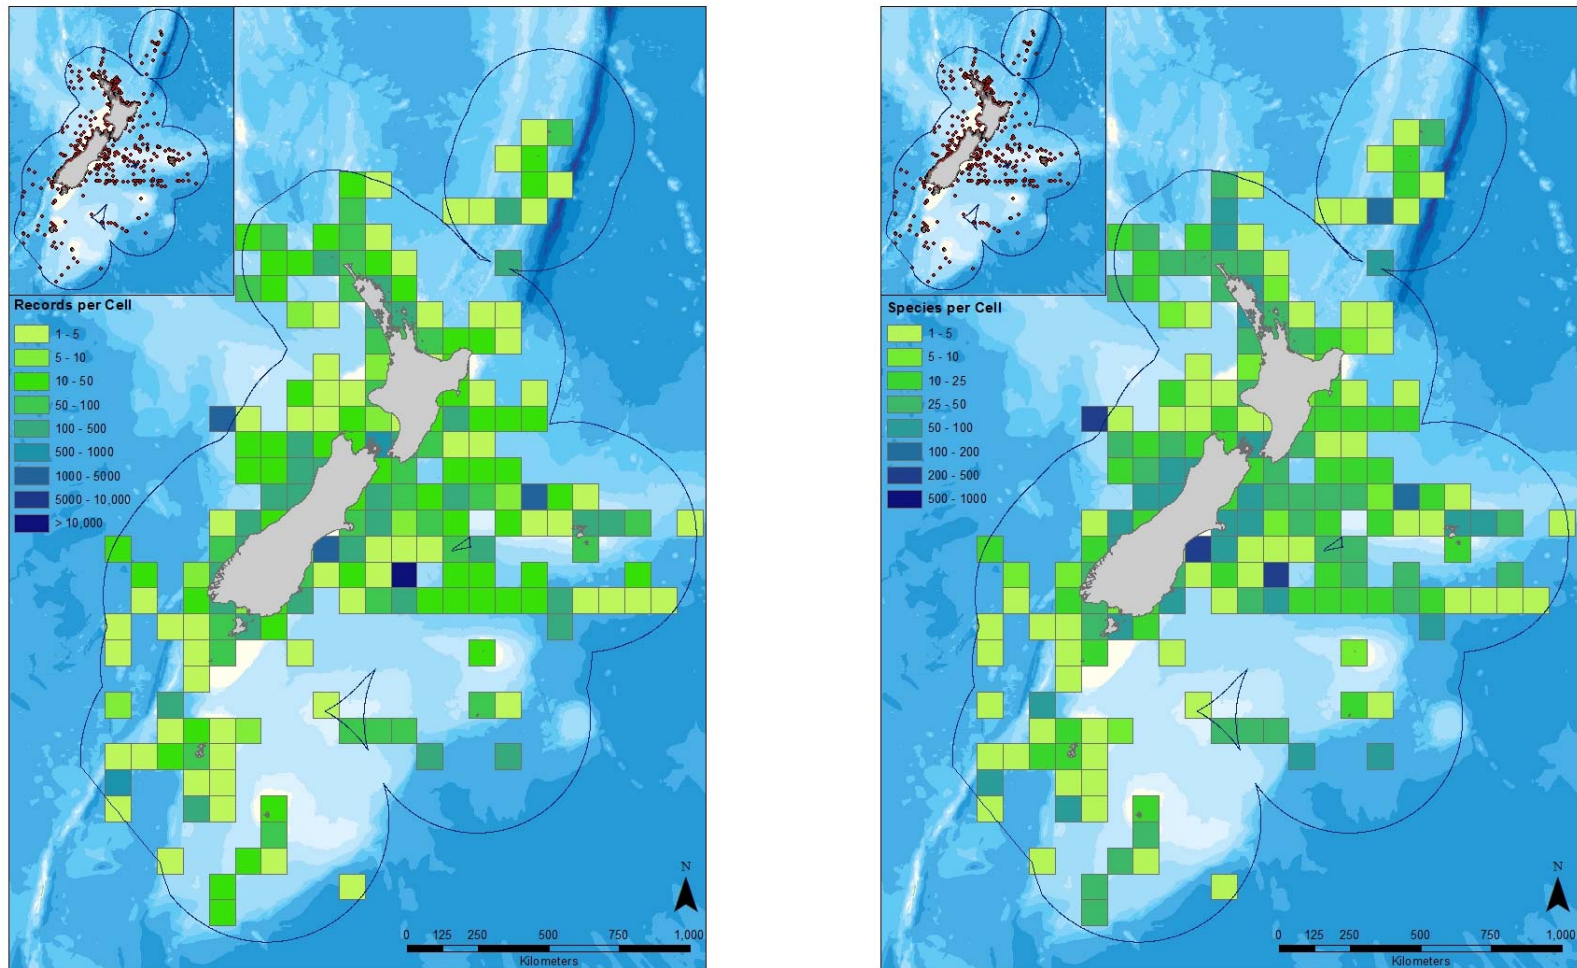 Records per Cell
1 - 5
5 - 10
10 - 50
50 - 100
100 - 500
500 - 1000
1000 - 5000
5000 - 10,000
> 10,000
N
0 125 250 500 750 1,000
Kilometers
Species per Cell
1 - 5
5 - 10
10 - 25
25 - 50
50 - 100
100 - 200
200 - 500
500 - 1000
N
0 125 250 500 750 1,000
Kilometers